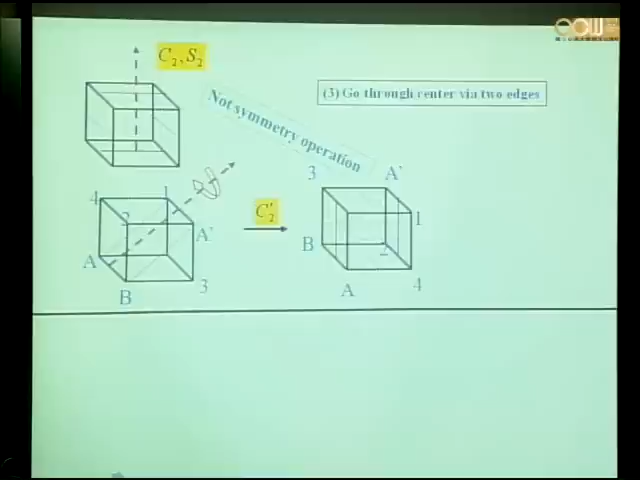 C₂, S₂
(3) Go through center via two edges
Not symmetry operation
4 1 2 A' A B 3
C'₂
3 A' 1 B 2 A 4